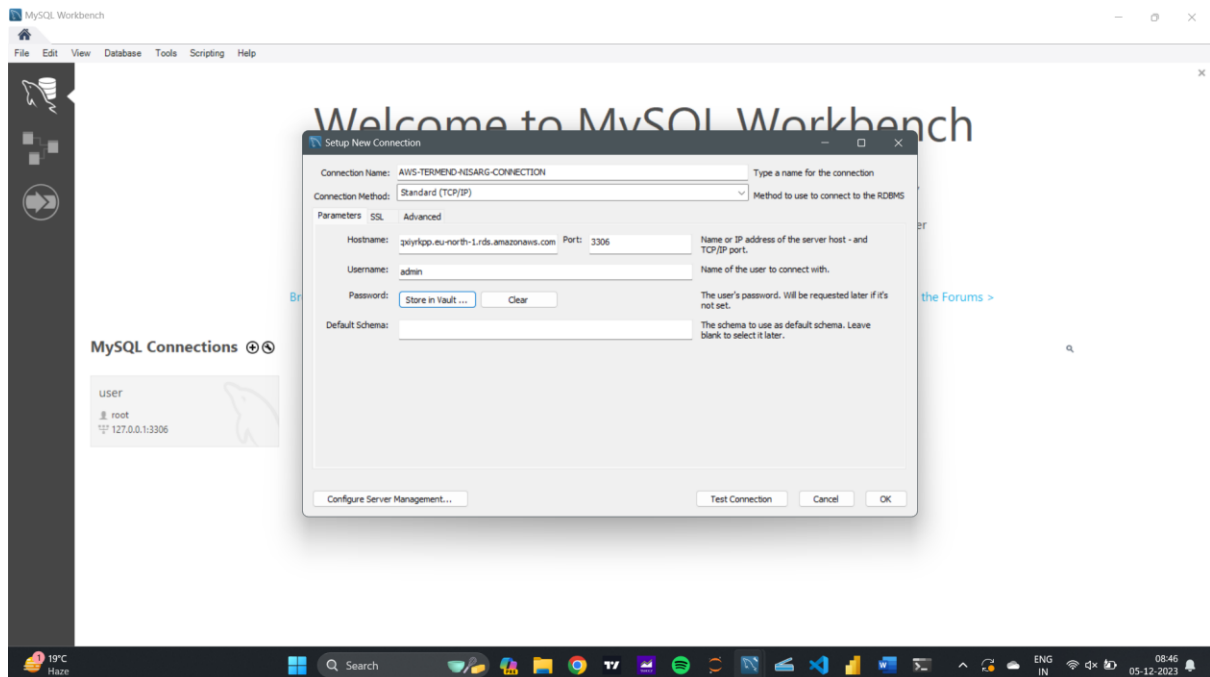 MySQL Workbench
File Edit View Database Tools Scripting Help
Welcome to MySQL Workbench
Setup New Connection
Connection Name: AWS-TERMEND-NISARG-CONNECTION Type a name for the connection
Connection Method: Standard (TCP/IP) Method to use to connect to the RDBMS
Parameters SSL Advanced
Hostname: qxiyrkpp.eu-north-1.rds.amazonaws.com Port: 3306 Name or IP address of the server host - and
TCP/IP port.
Username: admin Name of the user to connect with.
Password: Store in Vault ... Clear The user's password. Will be requested later if it's
not set.
Br the Forums >
Default Schema: The schema to use as default schema. Leave
blank to select it later.
MySQL Connections
user
root
127.0.0.1:3306
Configure Server Management... Test Connection Cancel OK
1 19°C
Haze
Search
ENG
IN
08:46
05-12-2023